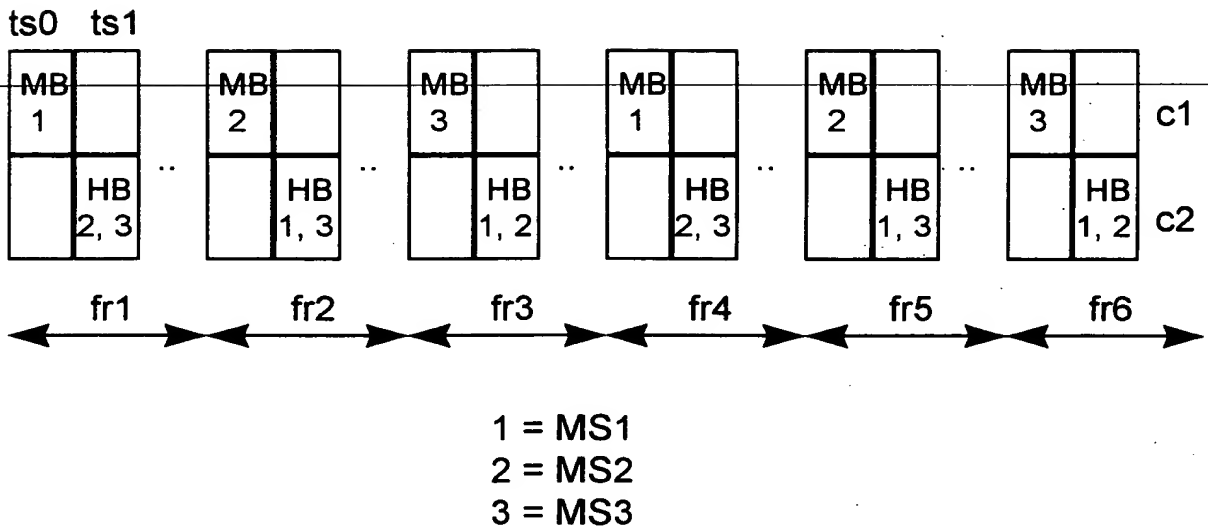 ts0 ts1
MB MB MB MB MB MB
1 2 3 1 2 3 c1
.. .. .. .. ..
HB HB HB HB HB HB
2, 3 1, 3 1, 2 2, 3 1, 3 1, 2 c2
fr1 fr2 fr3 fr4 fr5 fr6
1 = MS1
2 = MS2
3 = MS3